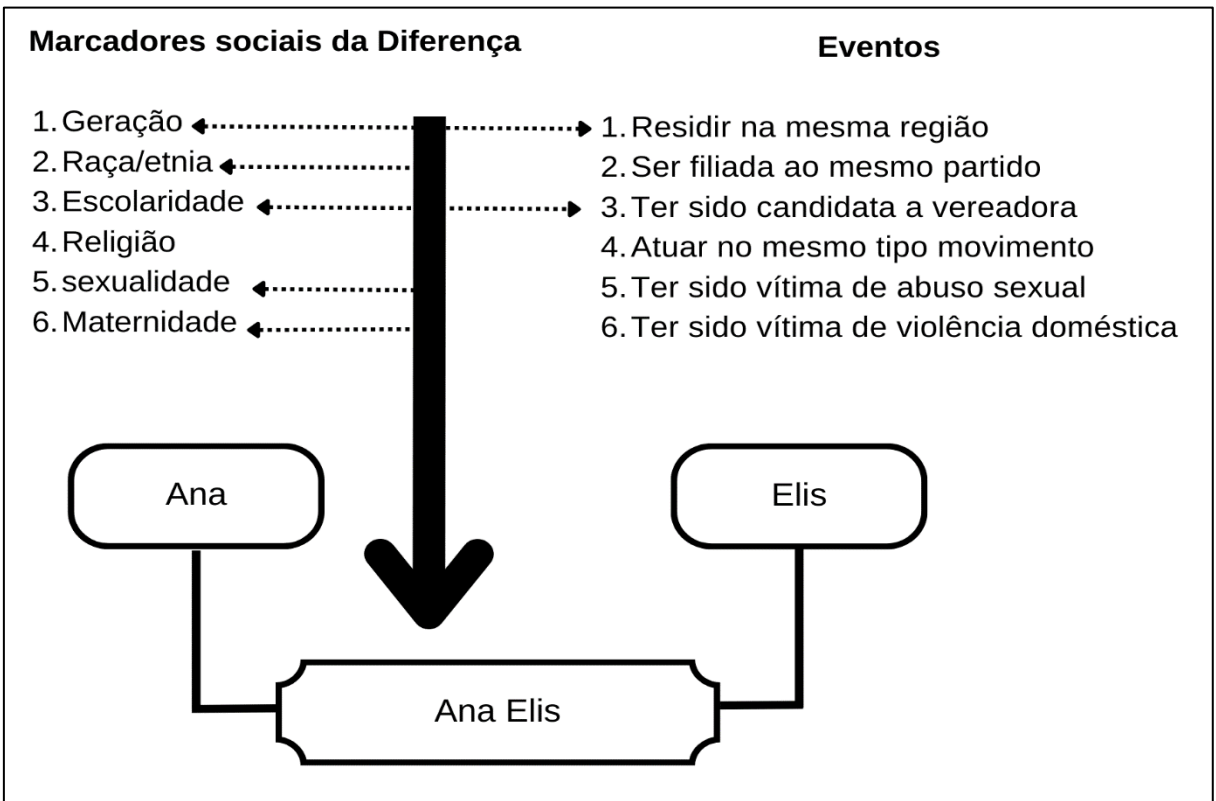 Marcadores sociais da Diferença
1. Geração
2. Raça/etnia
3. Escolaridade
4. Religião
5. sexualidade
6. Maternidade
Eventos
1. Residir na mesma região
2. Ser filiada ao mesmo partido
3. Ter sido candidata a vereadora
4. Atuar no mesmo tipo movimento
5. Ter sido vítima de abuso sexual
6. Ter sido vítima de violência doméstica
Ana
Elis
Ana Elis